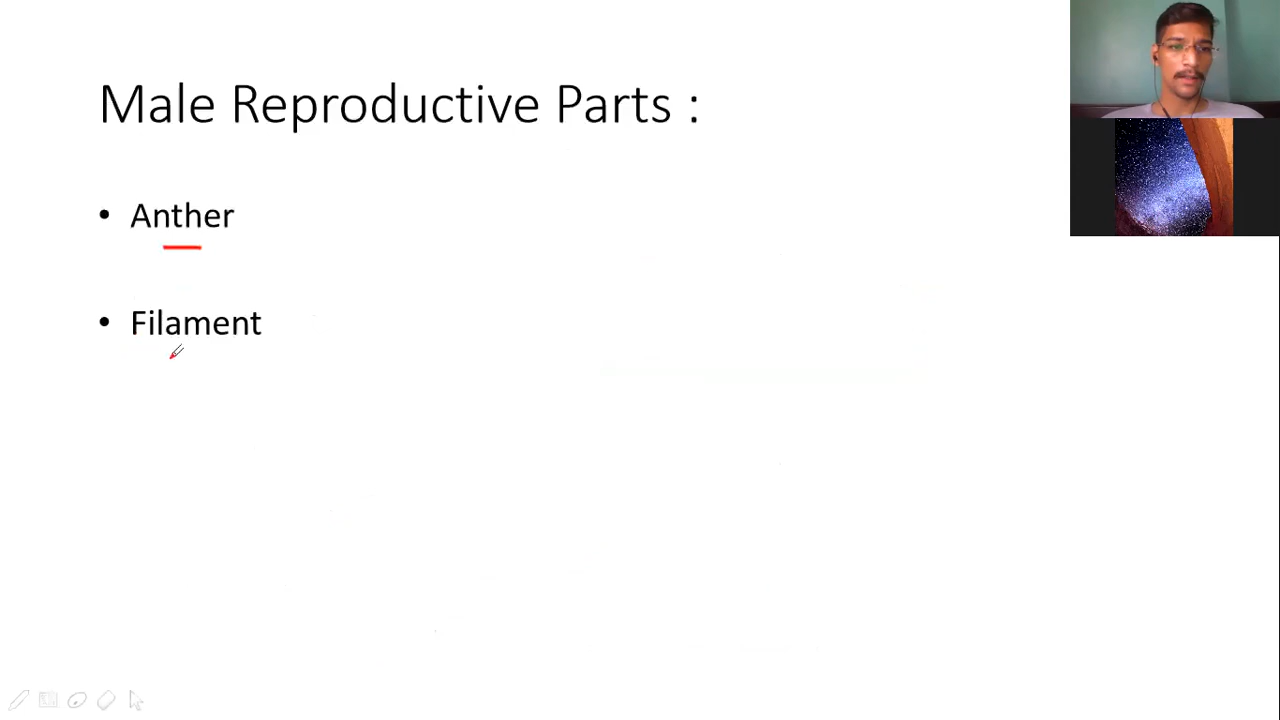 Male Reproductive Parts :
• Anther
• Filament